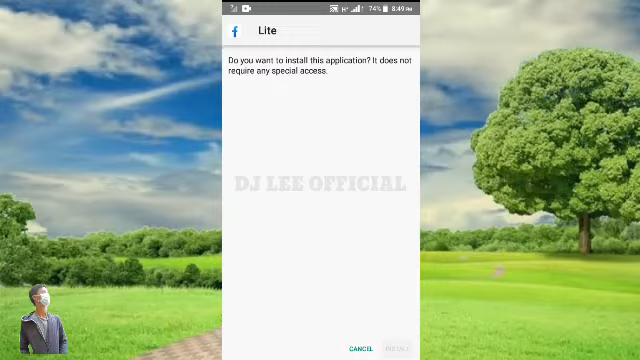 H+ 74% 8:49 PM
Lite
Do you want to install this application? It does not
require any special access.
DJ LEE OFFICIAL
CANCEL INSTALL